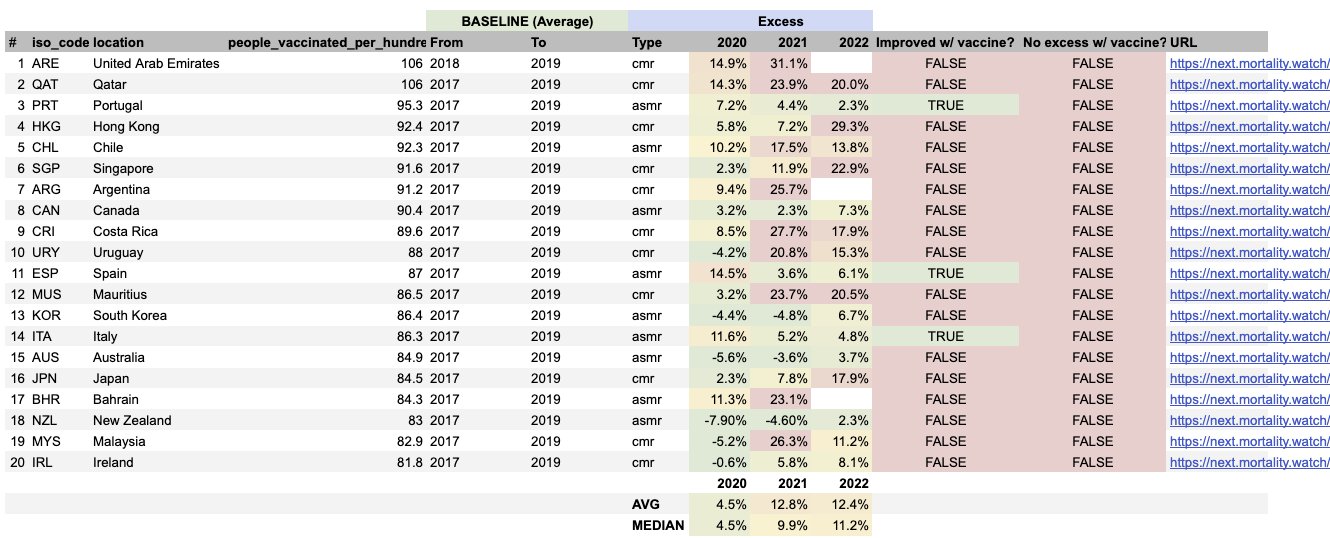 BASELINE (Average) Excess
# iso_code location people_vaccinated_per_hundre From To Type 2020 2021 2022 Improved w/ vaccine? No excess w/ vaccine? URL
1 ARE United Arab Emirates 106 2018 2019 cmr 14.9% 31.1% FALSE FALSE https://next.mortality.watch/
2 QAT Qatar 106 2017 2019 cmr 14.3% 23.9% 20.0% FALSE FALSE https://next.mortality.watch/
3 PRT Portugal 95.3 2017 2019 asmr 7.2% 4.4% 2.3% TRUE FALSE https://next.mortality.watch/
4 HKG Hong Kong 92.4 2017 2019 cmr 5.8% 7.2% 29.3% FALSE FALSE https://next.mortality.watch/
5 CHL Chile 92.3 2017 2019 asmr 10.2% 17.5% 13.8% FALSE FALSE https://next.mortality.watch/
6 SGP Singapore 91.6 2017 2019 cmr 2.3% 11.9% 22.9% FALSE FALSE https://next.mortality.watch/
7 ARG Argentina 91.2 2017 2019 cmr 9.4% 25.7% FALSE FALSE https://next.mortality.watch/
8 CAN Canada 90.4 2017 2019 asmr 3.2% 2.3% 7.3% FALSE FALSE https://next.mortality.watch/
9 CRI Costa Rica 89.6 2017 2019 cmr 8.5% 27.7% 17.9% FALSE FALSE https://next.mortality.watch/
10 URY Uruguay 88 2017 2019 cmr -4.2% 20.8% 15.3% FALSE FALSE https://next.mortality.watch/
11 ESP Spain 87 2017 2019 asmr 14.5% 3.6% 6.1% TRUE FALSE https://next.mortality.watch/
12 MUS Mauritius 86.5 2017 2019 cmr 3.2% 23.7% 20.5% FALSE FALSE https://next.mortality.watch/
13 KOR South Korea 86.4 2017 2019 asmr -4.4% -4.8% 6.7% FALSE FALSE https://next.mortality.watch/
14 ITA Italy 86.3 2017 2019 asmr 11.6% 5.2% 4.8% TRUE FALSE https://next.mortality.watch/
15 AUS Australia 84.9 2017 2019 asmr -5.6% -3.6% 3.7% FALSE FALSE https://next.mortality.watch/
16 JPN Japan 84.5 2017 2019 cmr 2.3% 7.8% 17.9% FALSE FALSE https://next.mortality.watch/
17 BHR Bahrain 84.3 2017 2019 cmr 11.3% 23.1% FALSE FALSE https://next.mortality.watch/
18 NZL New Zealand 83 2017 2019 asmr -7.90% -4.60% 2.3% FALSE FALSE https://next.mortality.watch/
19 MYS Malaysia 82.9 2017 2019 cmr -5.2% 26.3% 11.2% FALSE FALSE https://next.mortality.watch/
20 IRL Ireland 81.8 2017 2019 cmr -0.6% 5.8% 8.1% FALSE FALSE https://next.mortality.watch/
2020 2021 2022
AVG 4.5% 12.8% 12.4%
MEDIAN 4.5% 9.9% 11.2%